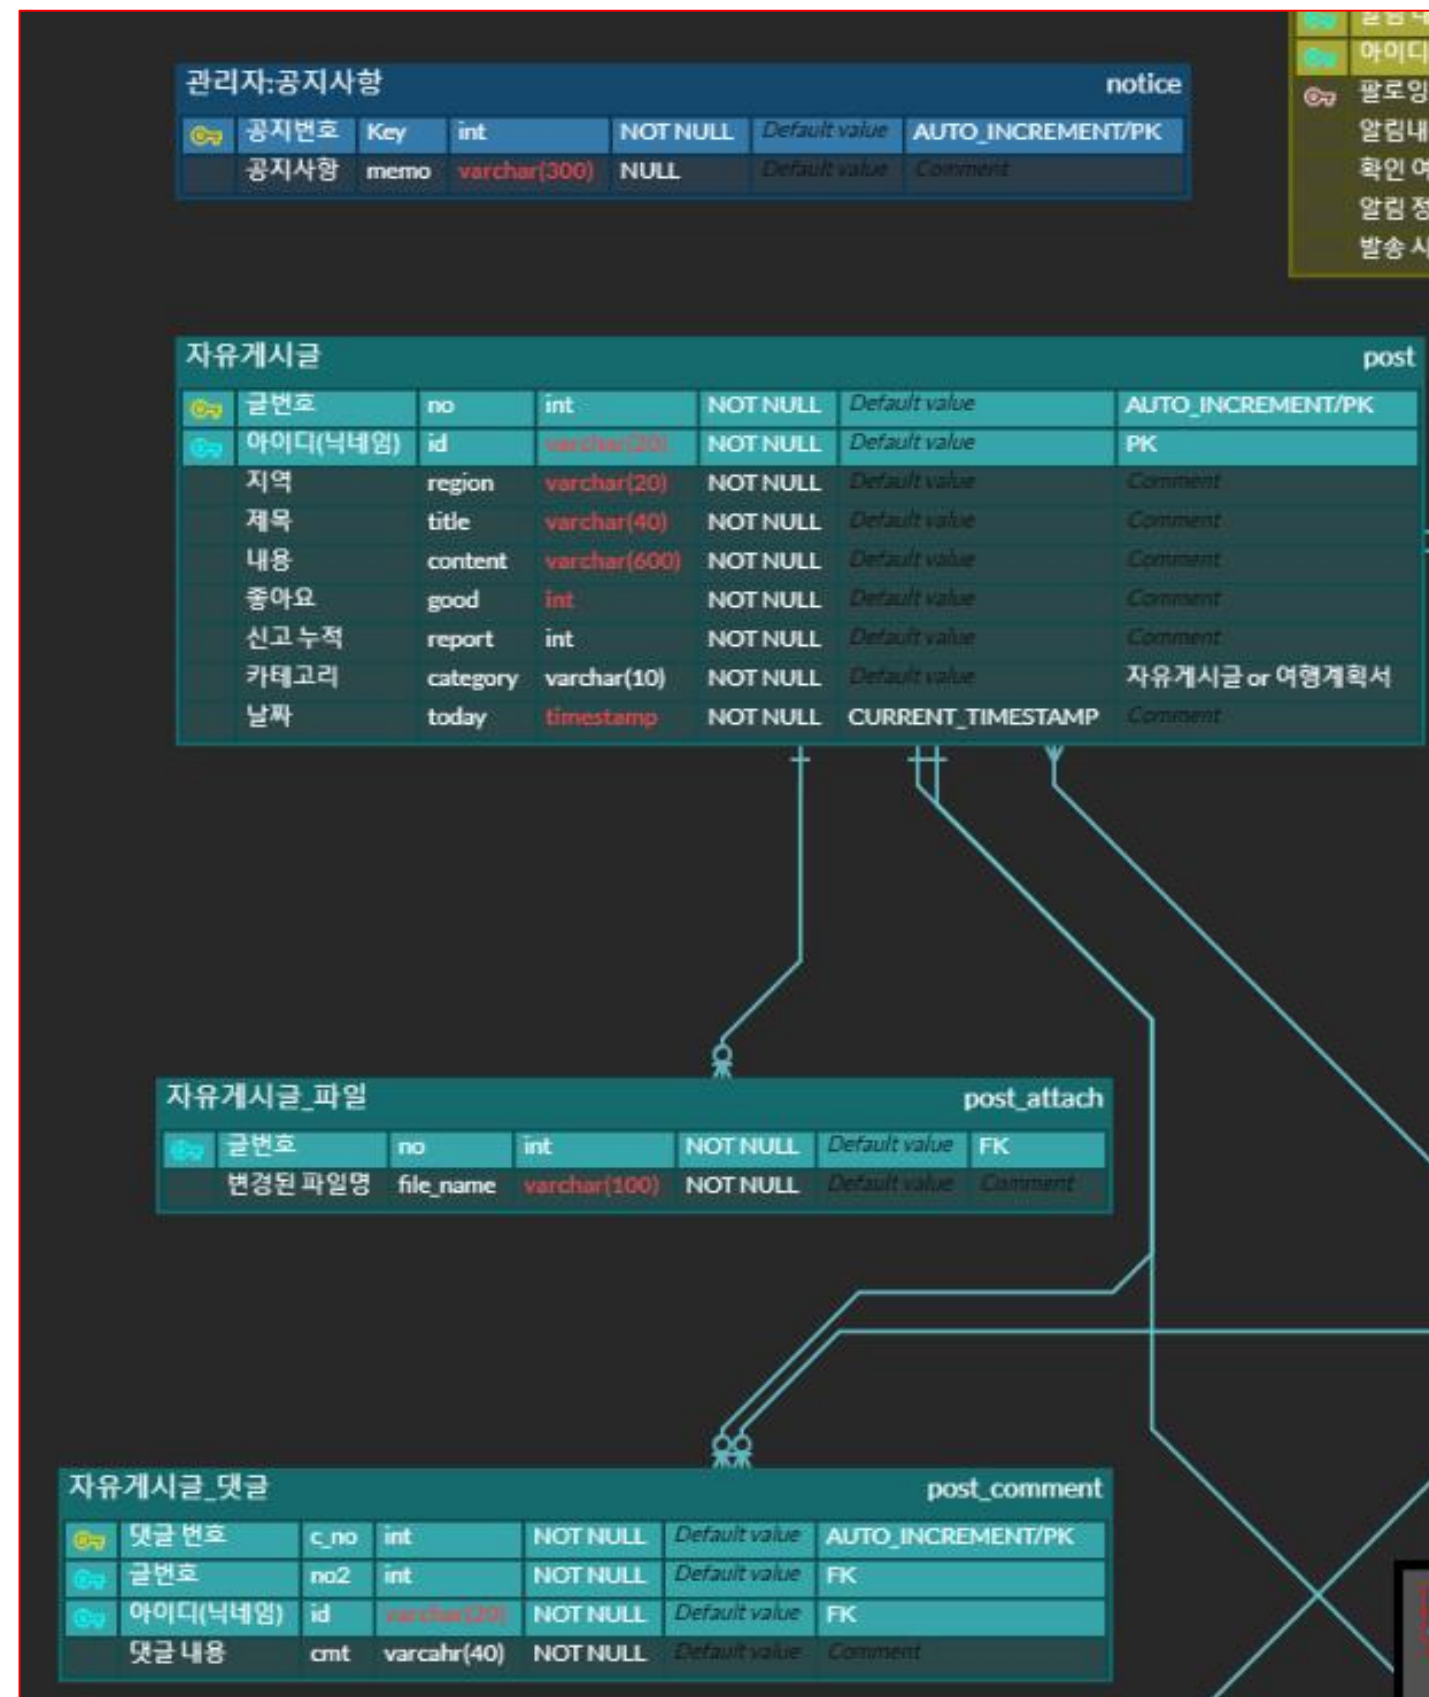 아이디
팔로잉
알림내
확인 여
알림 정
발송 시
관리자:공지사항 notice
공지번호 Key int NOT NULL Default value AUTO_INCREMENT/PK
공지사항 memo varchar(300) NULL Default value Comment
자유게시글 post
글번호 no int NOT NULL Default value AUTO_INCREMENT/PK
아이디(닉네임) id varchar(20) NOT NULL Default value PK
지역 region varchar(20) NOT NULL Default value Comment
제목 title varchar(40) NOT NULL Default value Comment
내용 content varchar(600) NOT NULL Default value Comment
좋아요 good int NOT NULL Default value Comment
신고 누적 report int NOT NULL Default value Comment
카테고리 category varchar(10) NOT NULL Default value 자유게시글 or 여행계획서
날짜 today timestamp NOT NULL CURRENT_TIMESTAMP Comment
자유게시글_파일 post_attach
글번호 no int NOT NULL Default value FK
변경된 파일명 file_name varchar(100) NOT NULL Default value Comment
자유게시글_댓글 post_comment
댓글 번호 c_no int NOT NULL Default value AUTO_INCREMENT/PK
글번호 no2 int NOT NULL Default value FK
아이디(닉네임) id varchar(20) NOT NULL Default value FK
댓글 내용 cmt varcahr(40) NOT NULL Default value Comment